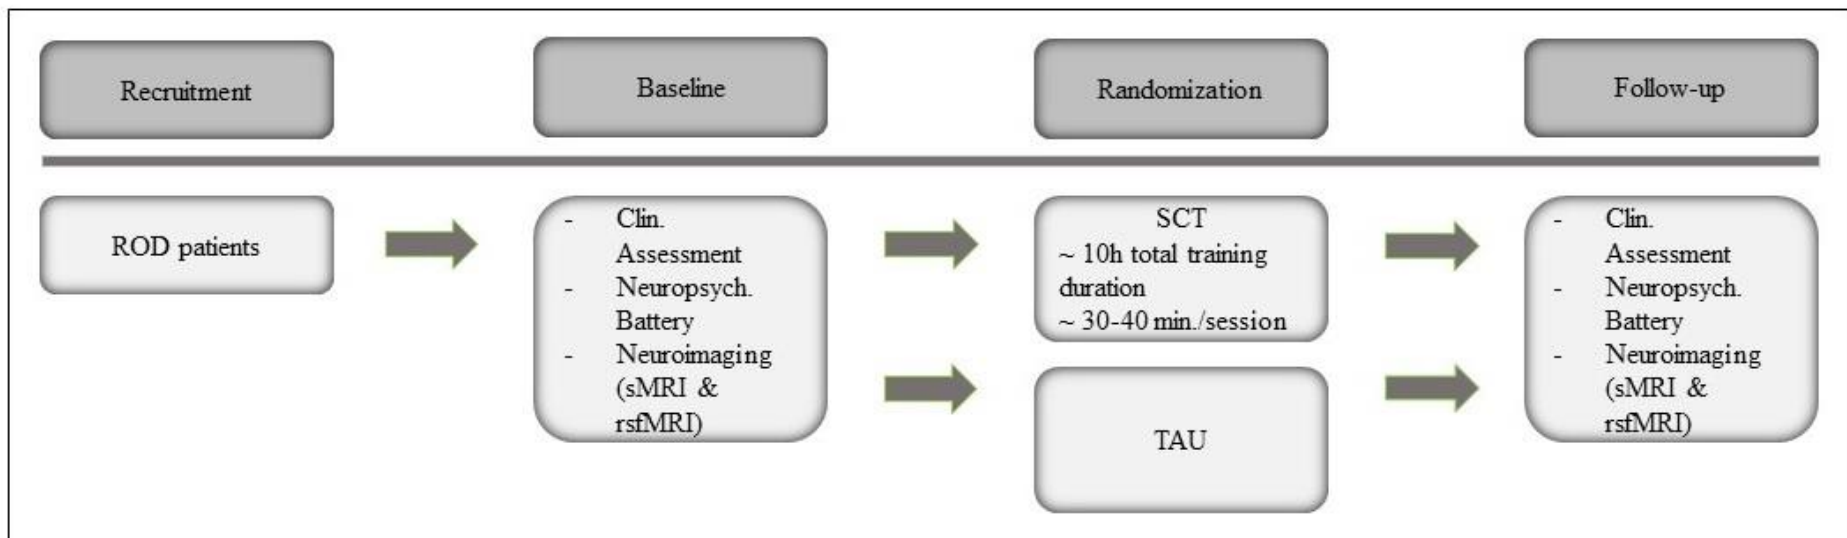 Recruitment
Baseline
Randomization
Follow-up
ROD patients
- Clin.
Assessment
- Neuropsych.
Battery
- Neuroimaging
(sMRI &
rsfMRI)
SCT
~ 10h total training
duration
~ 30-40 min./session
TAU
- Clin.
Assessment
- Neuropsych.
Battery
- Neuroimaging
(sMRI &
rsfMRI)